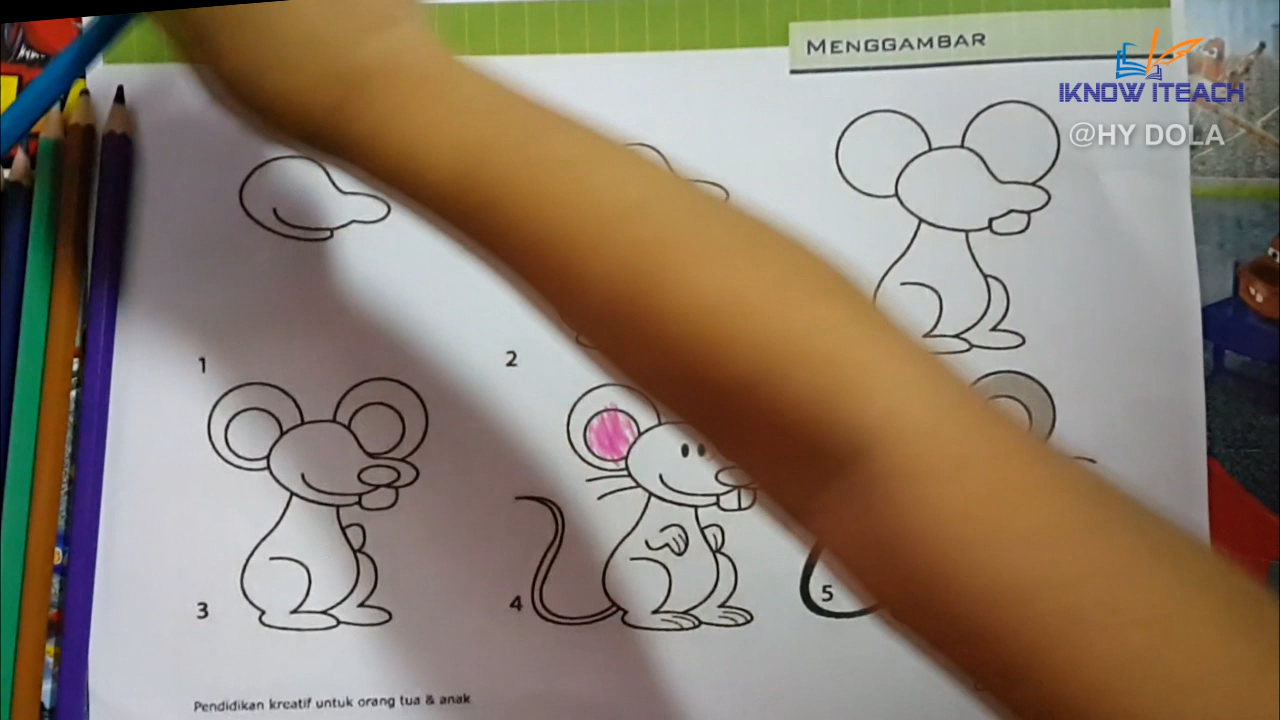 MENGGAMBAR
IKNOW ITEACH
@HY DOLA
1
2
3
4
5
Pendidikan kreatif untuk orang tua & anak